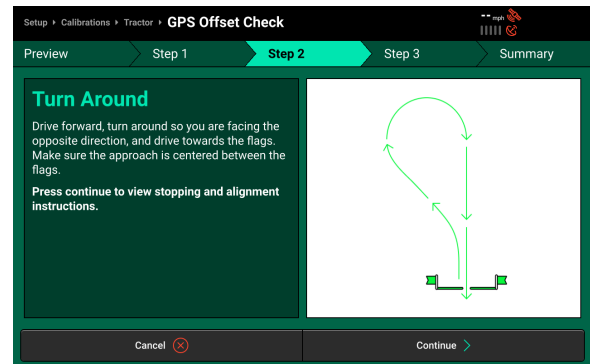 Setup ▸ Calibrations ▸ Tractor ▸ GPS Offset Check
-- mph
Preview
Step 1
Step 2
Step 3
Summary
Turn Around
Drive forward, turn around so you are facing the
opposite direction, and drive towards the flags.
Make sure the approach is centered between the
flags.
Press continue to view stopping and alignment
instructions.
Cancel
Continue